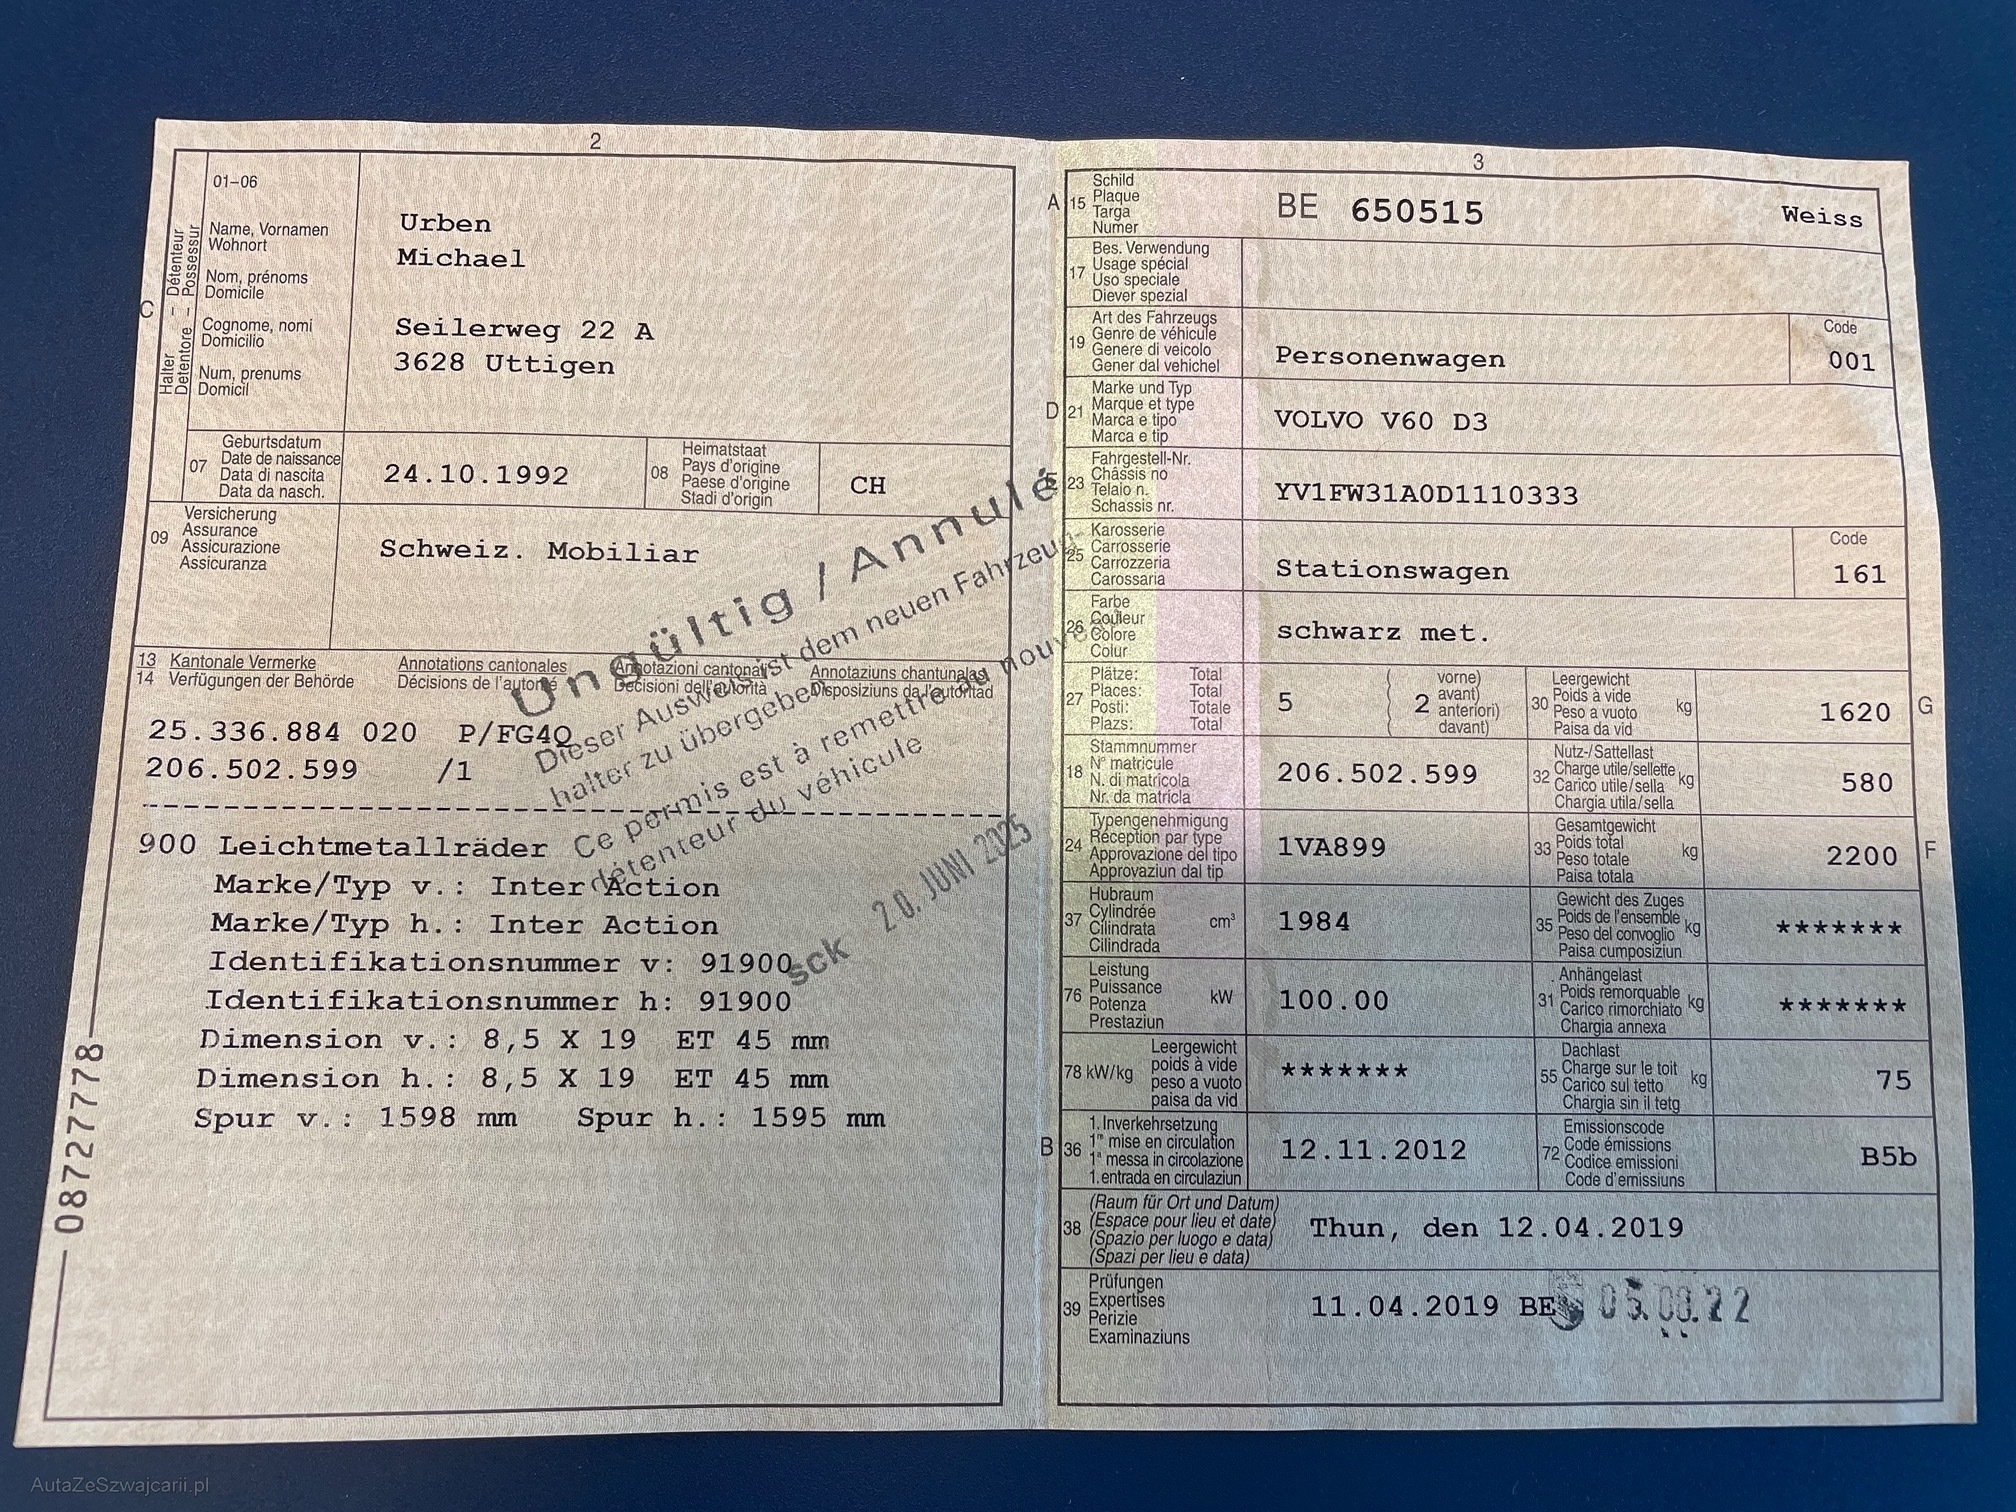 2
01–06
Halter – Détenteur
Detentore – Possessur
C
Name, Vornamen
Wohnort
Nom, prénoms
Domicile
Cognome, nomi
Domicilio
Num, prenums
Domicil
Urben
Michael
Seilerweg 22 A
3628 Uttigen
07
Geburtsdatum
Date de naissance
Data di nascita
Data da nasch.
24.10.1992
08
Heimatstaat
Pays d'origine
Paese d'origine
Stadi d'origin
CH
09
Versicherung
Assurance
Assicurazione
Assicuranza
Schweiz. Mobiliar
13 Kantonale Vermerke Annotations cantonales Annotazioni cantonali Annotaziuns chantunalas
14 Verfügungen der Behörde Décisions de l'autorité Decisioni dell'autorità Disposiziuns da l'autoritad
25.336.884 020 P/FG4Q
206.502.599 /1
Ungültig / Annulé
Dieser Ausweis ist dem neuen Fahrzeug-
halter zu übergeben
Ce permis est à remettre au nouveau
détenteur du véhicule
sck 20. JUNI 2025
900 Leichtmetallräder
Marke/Typ v.: Inter Action
Marke/Typ h.: Inter Action
Identifikationsnummer v: 91900
Identifikationsnummer h: 91900
Dimension v.: 8,5 X 19 ET 45 mm
Dimension h.: 8,5 X 19 ET 45 mm
Spur v.: 1598 mm Spur h.: 1595 mm
08727778
3
A 15
Schild
Plaque
Targa
Numer
BE 650515 Weiss
17
Bes. Verwendung
Usage spécial
Uso speciale
Diever spezial
19
Art des Fahrzeugs
Genre de véhicule
Genere di veicolo
Gener dal vehichel
Personenwagen
Code
001
D 21
Marke und Typ
Marque et type
Marca e tipo
Marca e tip
VOLVO V60 D3
E 23
Fahrgestell-Nr.
Châssis no
Telaio n.
Schassis nr.
YV1FW31A0D1110333
25
Karosserie
Carrosserie
Carrozzeria
Carossaria
Stationswagen
Code
161
26
Farbe
Couleur
Colore
Colur
schwarz met.
27
Plätze: Total
Places: Total
Posti: Totale
Plazs: Total
5 ( 2
vorne)
avant)
anteriori)
davant)
30
Leergewicht
Poids à vide
Peso a vuoto
Paisa da vid
kg
1620
G
18
Stammnummer
N° matricule
N. di matricola
Nr. da matricla
206.502.599
32
Nutz-/Sattellast
Charge utile/sellette
Carico utile/sella
Chargia utila/sella
kg
580
24
Typengenehmigung
Réception par type
Approvazione del tipo
Approvaziun dal tip
1VA899
33
Gesamtgewicht
Poids total
Peso totale
Paisa totala
kg
2200
F
37
Hubraum
Cylindrée
Cilindrata
Cilindrada
cm³
1984
35
Gewicht des Zuges
Poids de l'ensemble
Peso del convoglio
Paisa cumposiziun
kg
*******
76
Leistung
Puissance
Potenza
Prestaziun
kW
100.00
31
Anhängelast
Poids remorquable
Carico rimorchiato
Chargia annexa
kg
*******
78 kW/kg
Leergewicht
poids à vide
peso a vuoto
paisa da vid
*******
55
Dachlast
Charge sur le toit
Carico sul tetto
Chargia sin il tetg
kg
75
B 36
1. Inverkehrsetzung
1re mise en circulation
1a messa in circolazione
1. entrada en circulaziun
12.11.2012
72
Emissionscode
Code émissions
Codice emissioni
Code d'emissiuns
B5b
38
(Raum für Ort und Datum)
(Espace pour lieu et date)
(Spazio per luogo e data)
(Spazi per lieu e data)
Thun, den 12.04.2019
39
Prüfungen
Expertises
Perizie
Examinaziuns
11.04.2019 BE
AutaZeSzwajcarii.pl